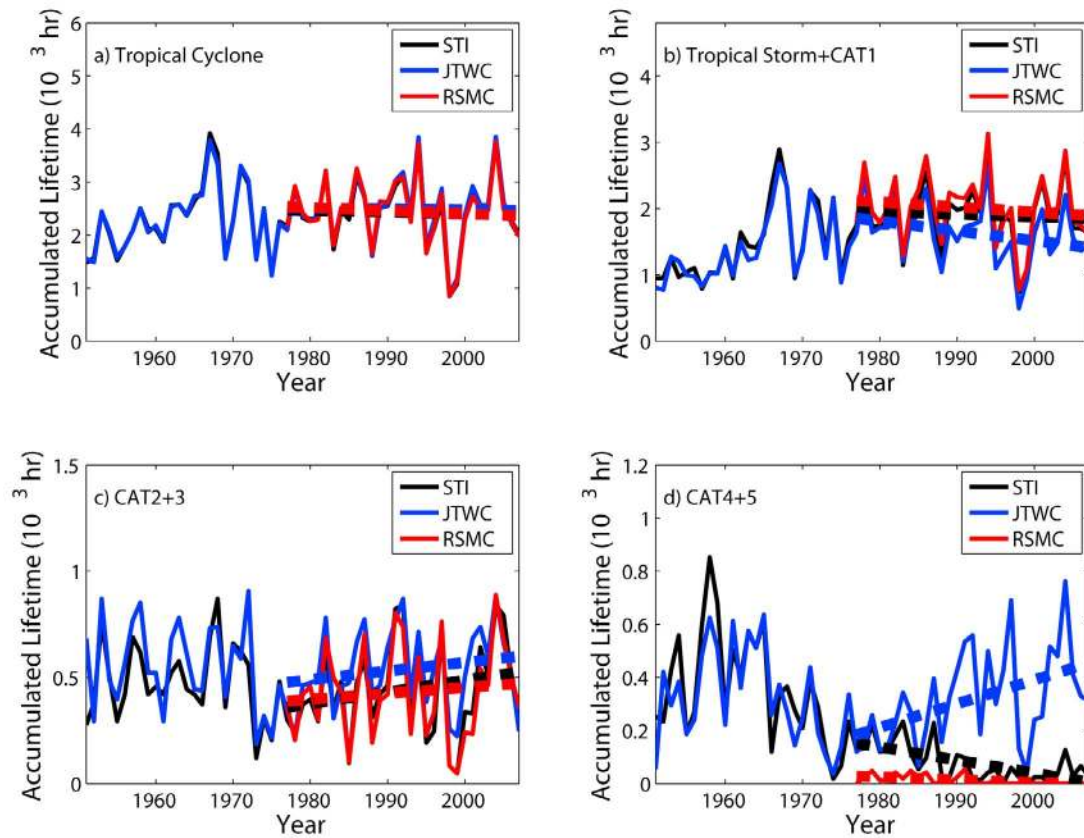 Accumulated Lifetime (10 3 hr)
6
5
4
3
2
1
0
a) Tropical Cyclone
STI
JTWC
RSMC
1960 1970 1980 1990 2000
Year
Accumulated Lifetime (10 3 hr)
4
3
2
1
0
b) Tropical Storm+CAT1
STI
JTWC
RSMC
1960 1970 1980 1990 2000
Year
Accumulated Lifetime (10 3 hr)
1.5
1
0.5
0
c) CAT2+3
STI
JTWC
RSMC
1960 1970 1980 1990 2000
Year
Accumulated Lifetime (10 3 hr)
1.2
1
0.8
0.6
0.4
0.2
0
d) CAT4+5
STI
JTWC
RSMC
1960 1970 1980 1990 2000
Year